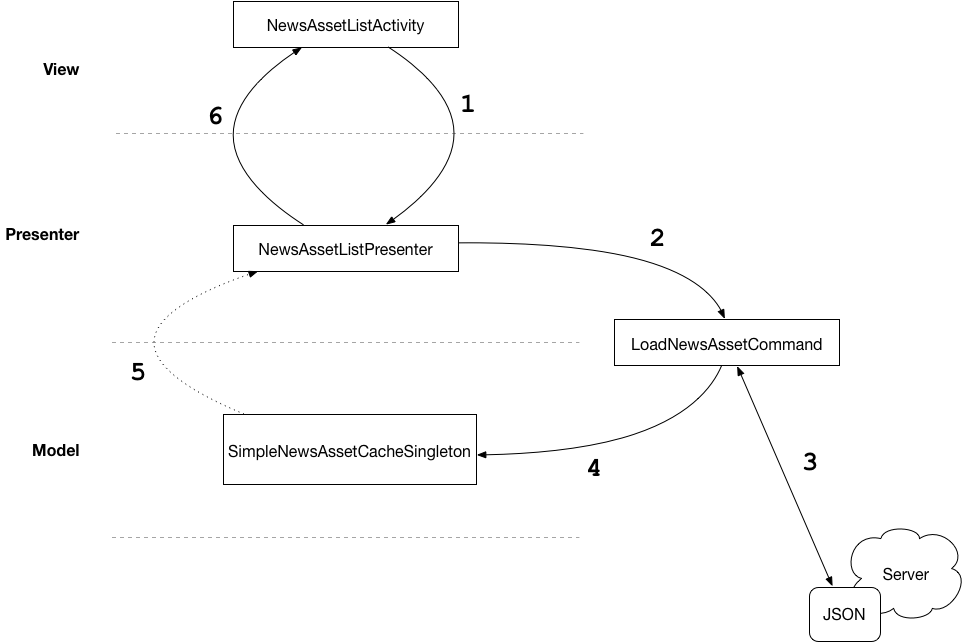 NewsAssetListActivity
View
6
1
Presenter
NewsAssetListPresenter
2
LoadNewsAssetCommand
5
Model
SimpleNewsAssetCacheSingleton
4
3
Server
JSON